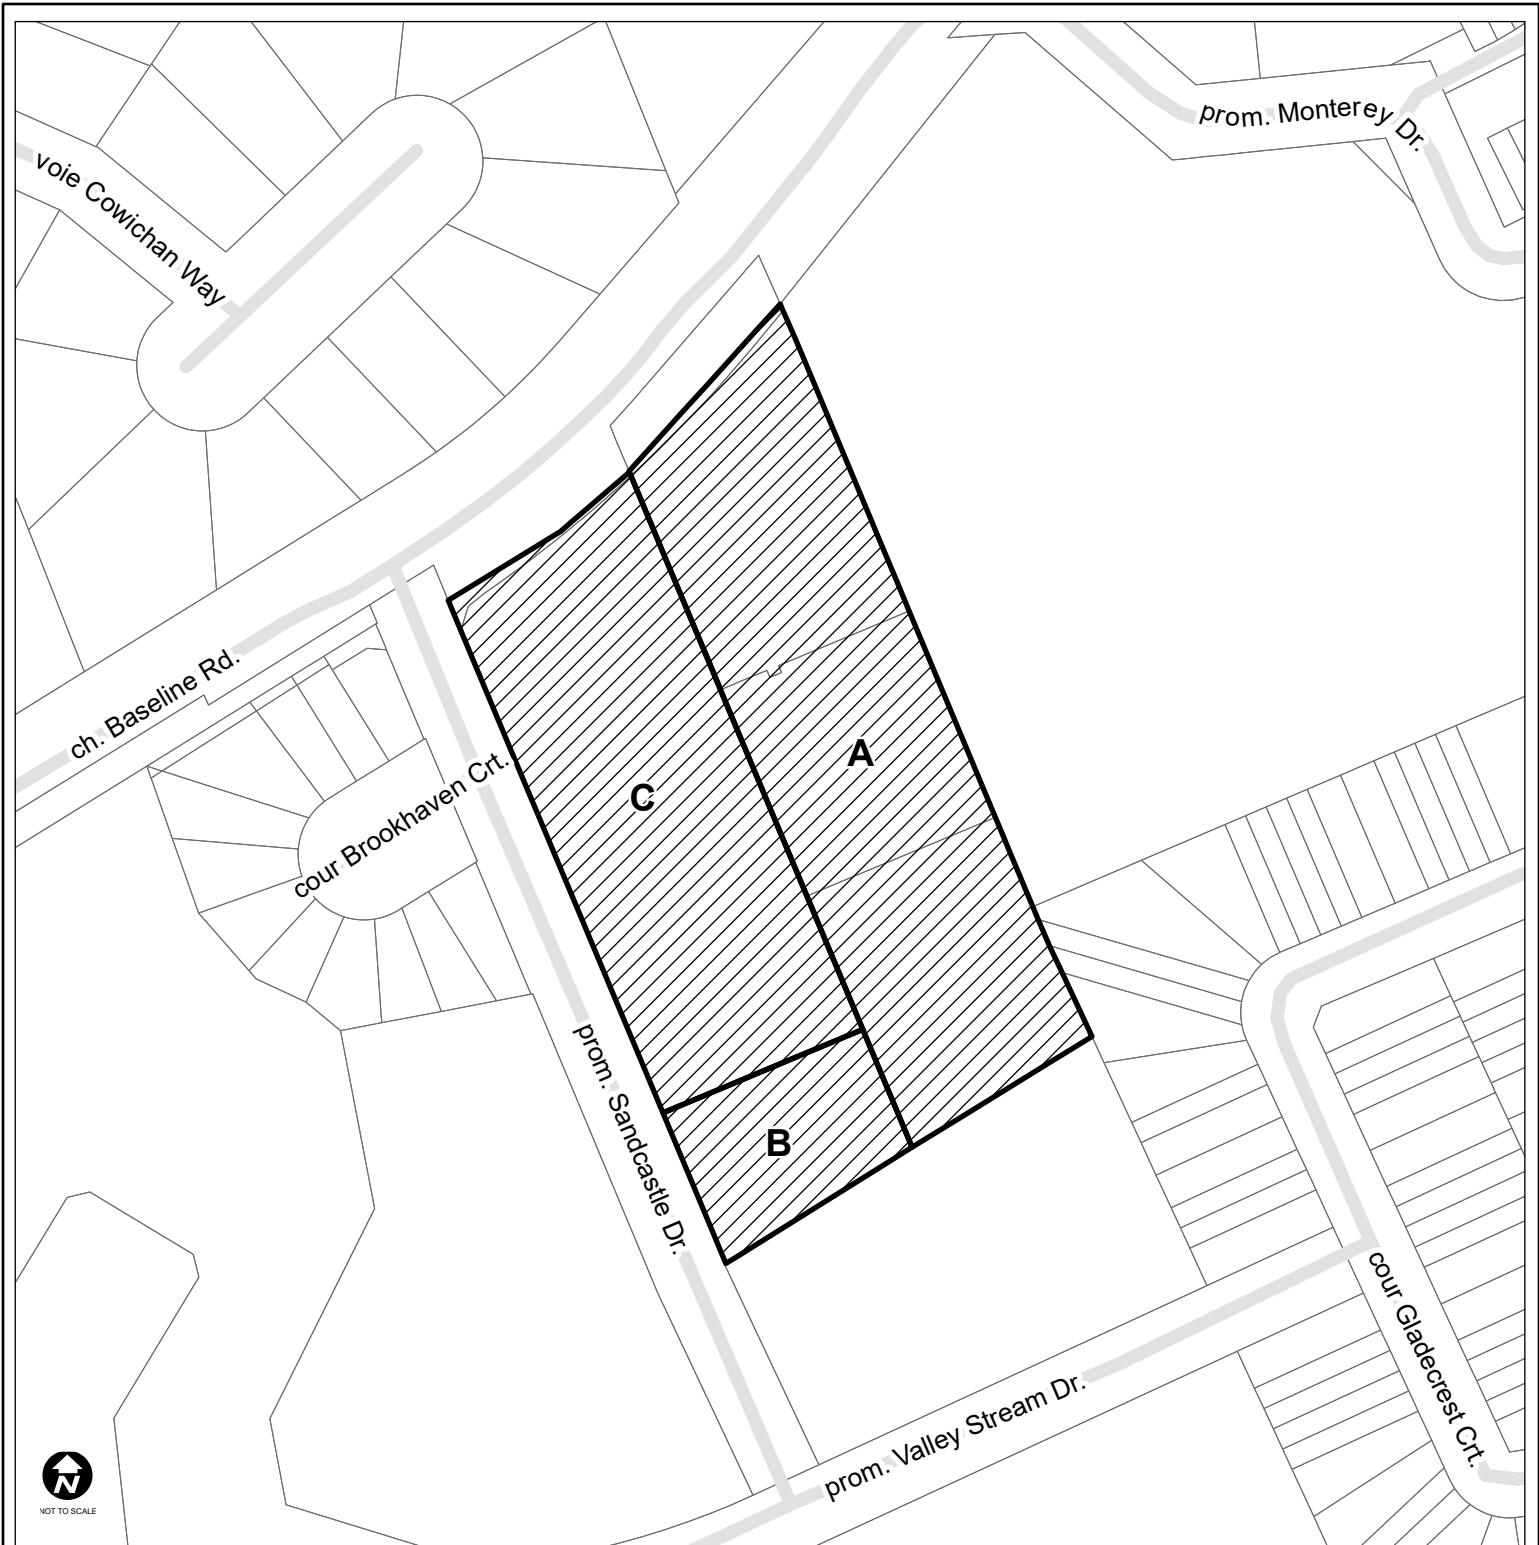 prom. Monterey Dr.
voie Cowichan Way
ch. Baseline Rd.
cour Brookhaven Crt.
A
C
B
prom. Sandcastle Dr.
cour Gladecrest Crt.
prom. Valley Stream Dr.
N
NOT TO SCALE